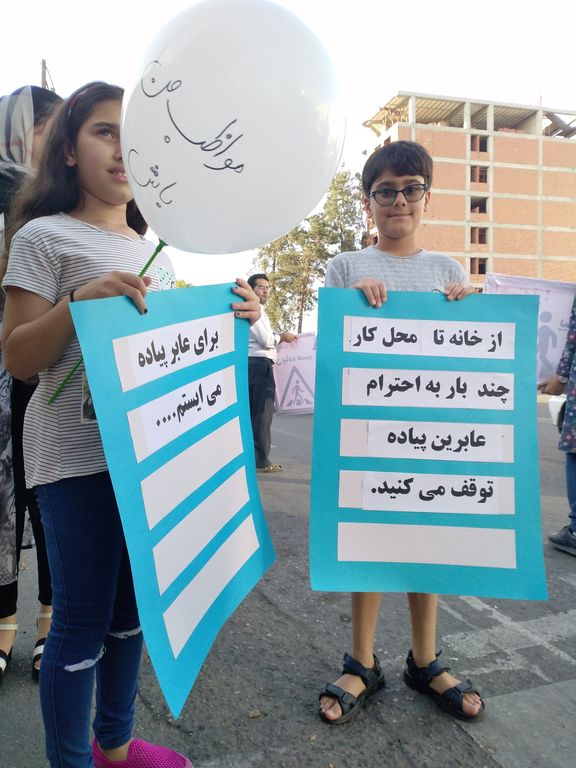 مواظب من
باش
برای عابر پیاده
می ایستم....
از خانه تا محل کار
چند بار به احترام
عابرین پیاده
توقف می کنید.